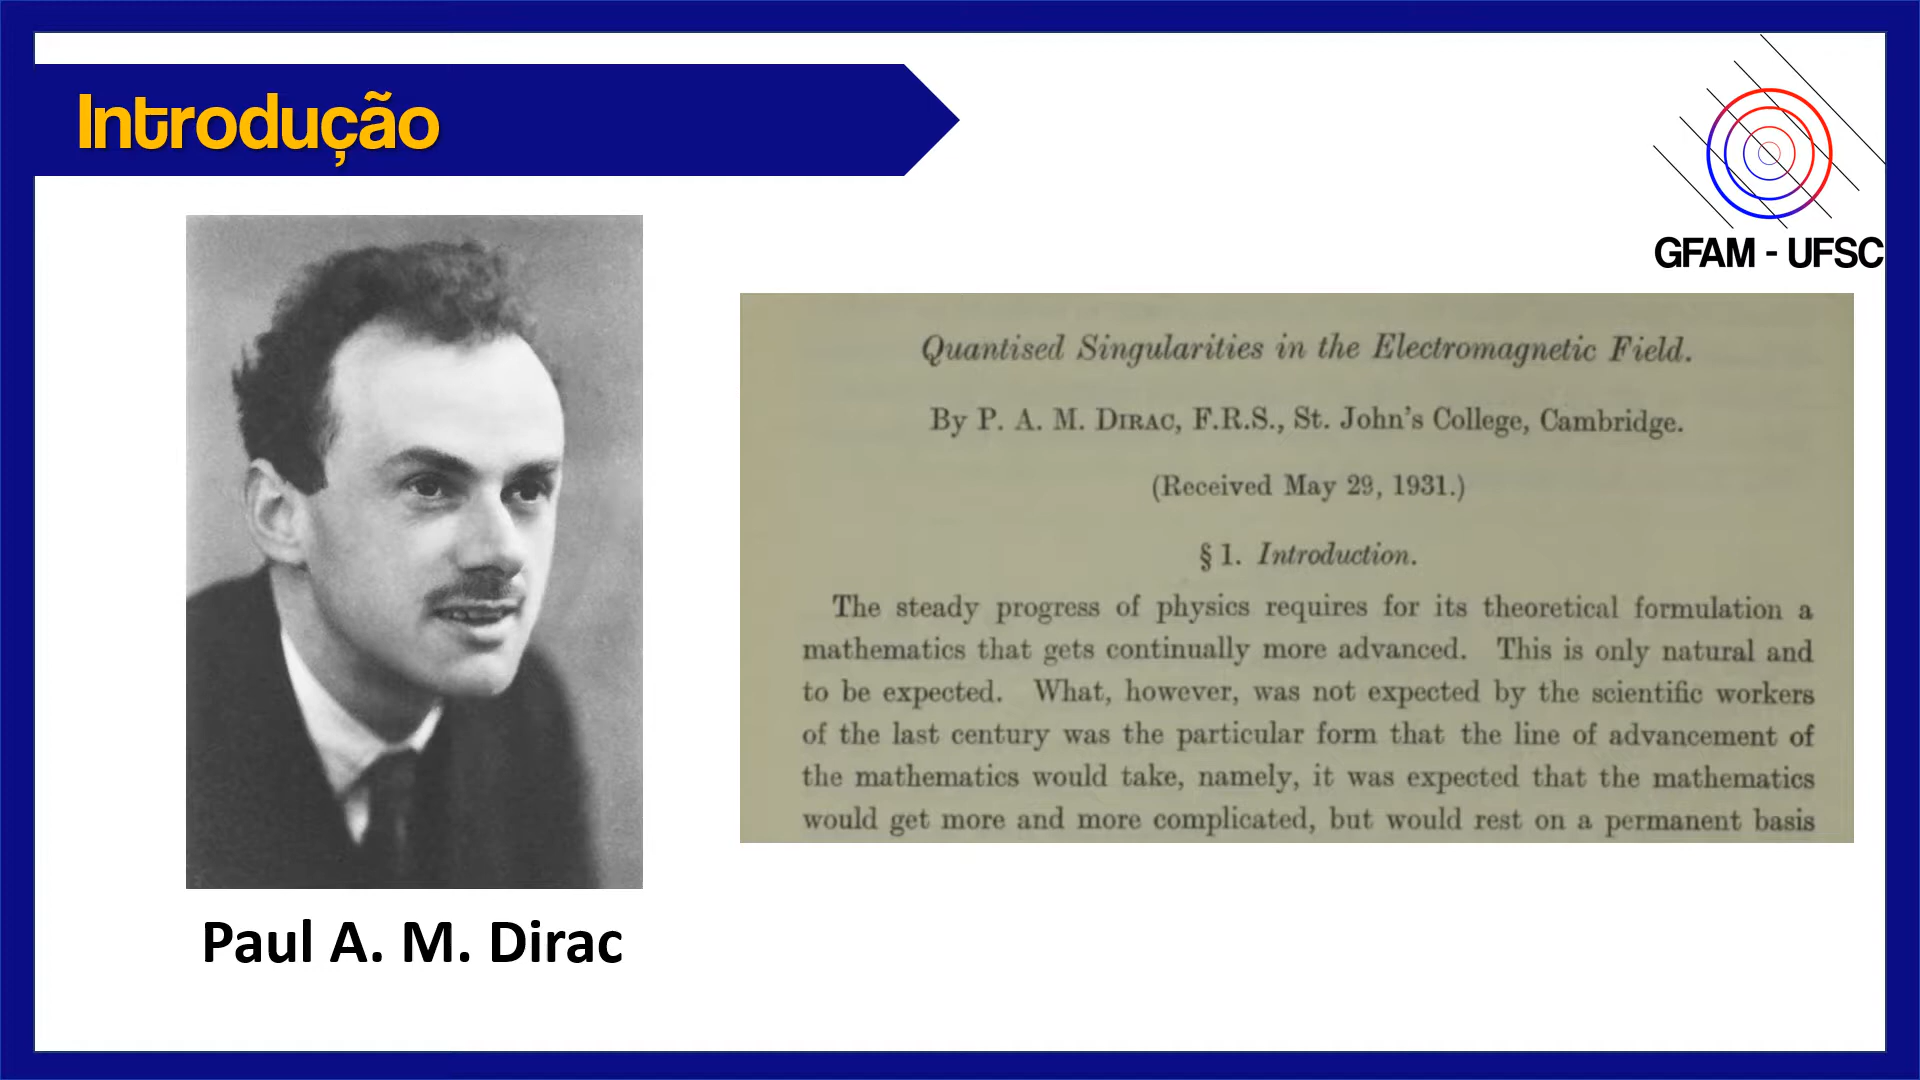 Introdução
GFAM - UFSC
Quantised Singularities in the Electromagnetic Field.
By P. A. M. DIRAC, F.R.S., St. John's College, Cambridge.
(Received May 29, 1931.)
§ 1. Introduction.
The steady progress of physics requires for its theoretical formulation a
mathematics that gets continually more advanced. This is only natural and
to be expected. What, however, was not expected by the scientific workers
of the last century was the particular form that the line of advancement of
the mathematics would take, namely, it was expected that the mathematics
would get more and more complicated, but would rest on a permanent basis
Paul A. M. Dirac